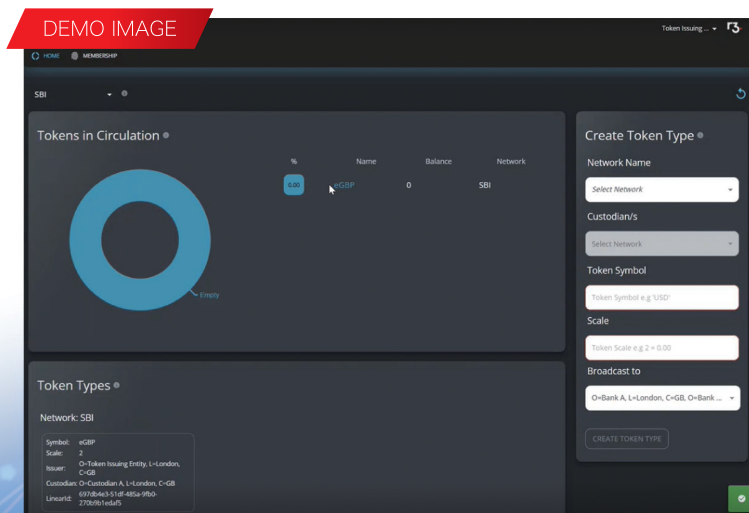 DEMO IMAGE
Token Issuing ...
r3.
HOME
MEMBERSHIP
SBI
Tokens in Circulation
% Name Balance Network
0.00 eGBP 0 SBI
Empty
Token Types
Network: SBI
Symbol: eGBP
Scale: 2
Issuer: O=Token Issuing Entity, L=London,
C=GB
Custodian: O=Custodian A, L=London, C=GB
LinearId: 697db4e3-51df-485a-9fb0-
270b9b1edaf5
Create Token Type
Network Name
Select Network
Custodian/s
Select Network
Token Symbol
Token Symbol e.g 'USD'
Scale
Token Scale e.g 2 = 0.00
Broadcast to
O=Bank A, L=London, C=GB, O=Bank ...
CREATE TOKEN TYPE